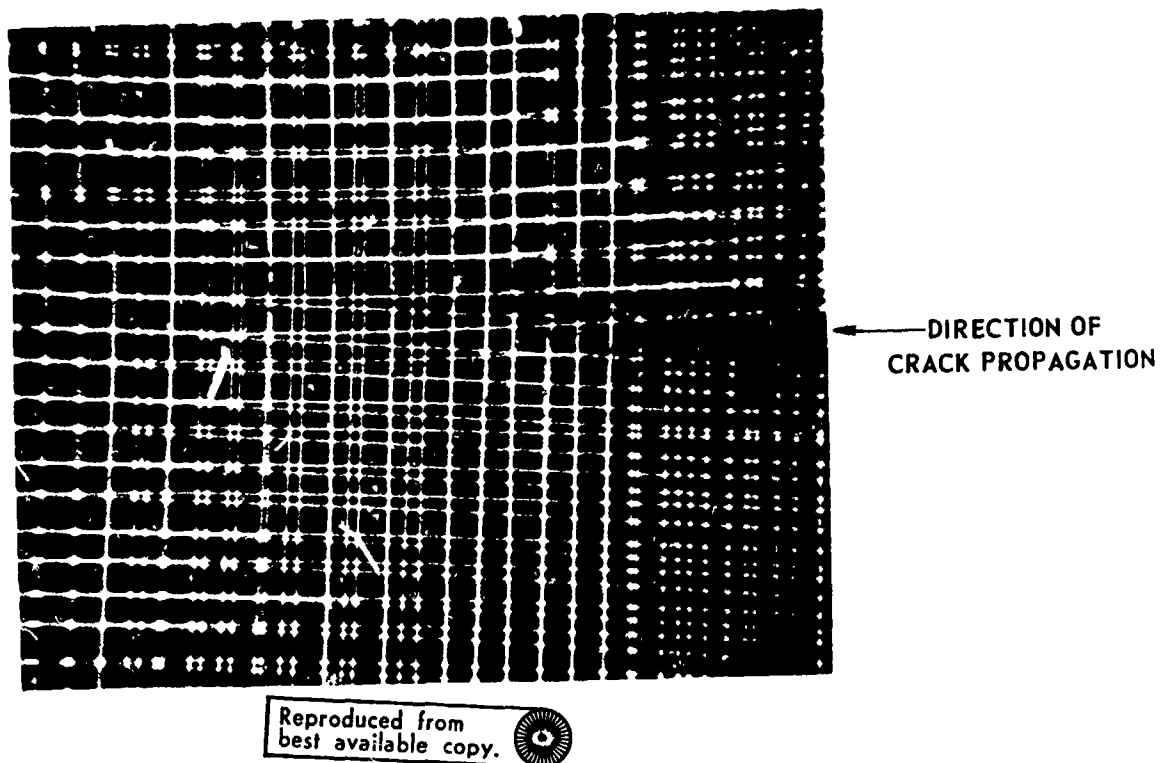 DIRECTION OF
CRACK PROPAGATION
Reproduced from
best available copy.